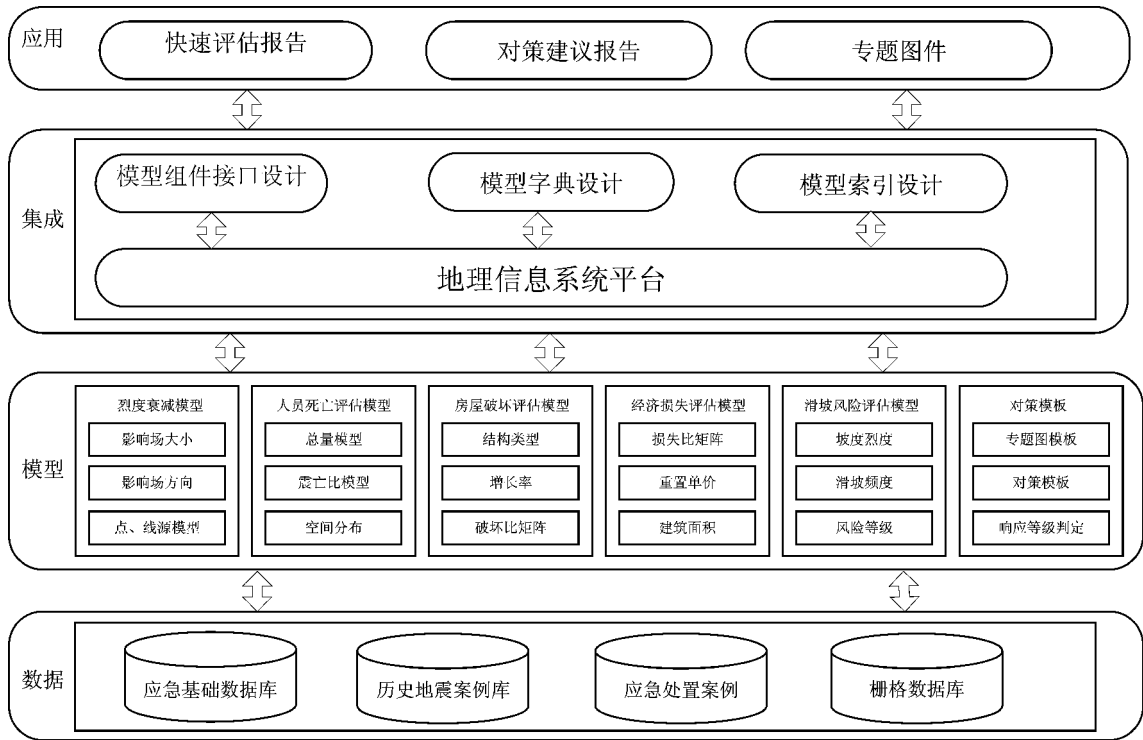 应用
快速评估报告
对策建议报告
专题图件
集成
模型组件接口设计
模型字典设计
模型索引设计
地理信息系统平台
模型
烈度衰减模型
影响场大小
影响场方向
点、线源模型
人员死亡评估模型
总量模型
震亡比模型
空间分布
房屋破坏评估模型
结构类型
增长率
破坏比矩阵
经济损失评估模型
损失比矩阵
重置单价
建筑面积
滑坡风险评估模型
坡度烈度
滑坡频度
风险等级
对策模板
专题图模板
对策模板
响应等级判定
数据
应急基础数据库
历史地震案例库
应急处置案例
栅格数据库